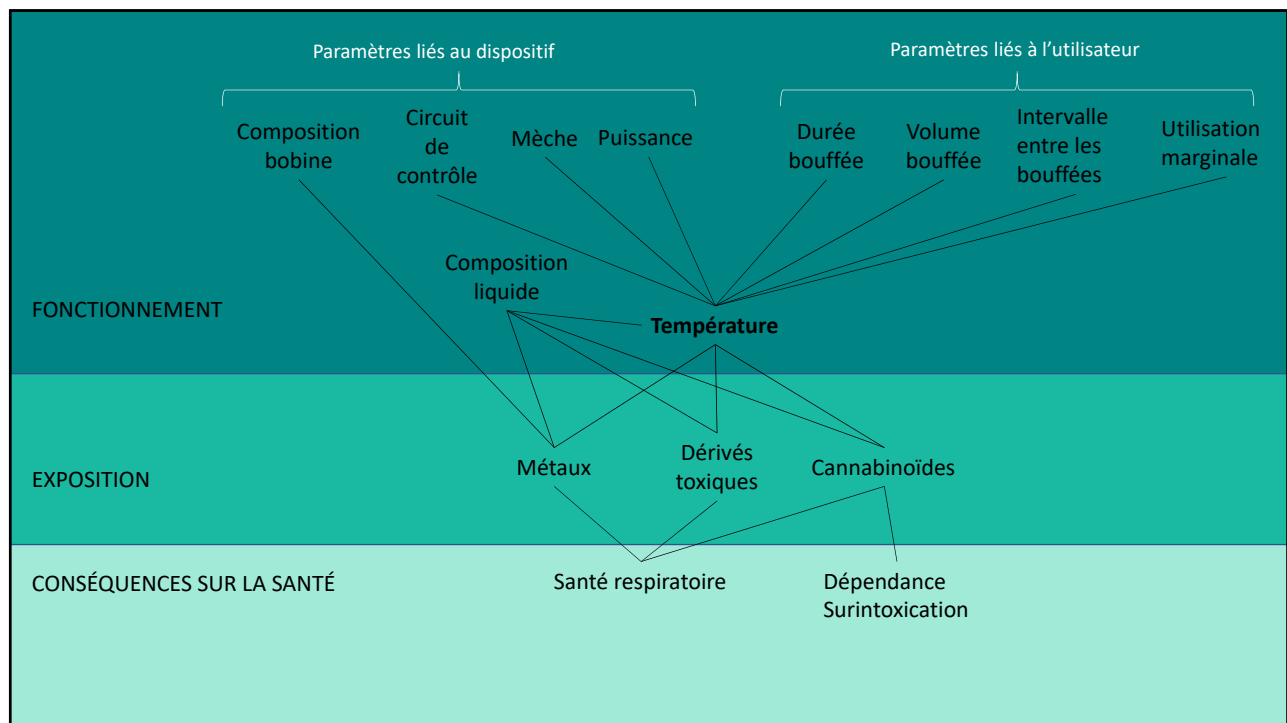 Paramètres liés au dispositif
Paramètres liés à l’utilisateur
Composition
bobine
Circuit
de
contrôle
Mèche
Puissance
Durée
bouffée
Volume
bouffée
Intervalle
entre les
bouffées
Utilisation
marginale
Composition
liquide
FONCTIONNEMENT
Température
EXPOSITION
Métaux
Dérivés
toxiques
Cannabinoïdes
CONSÉQUENCES SUR LA SANTÉ
Santé respiratoire
Dépendance
Surintoxication